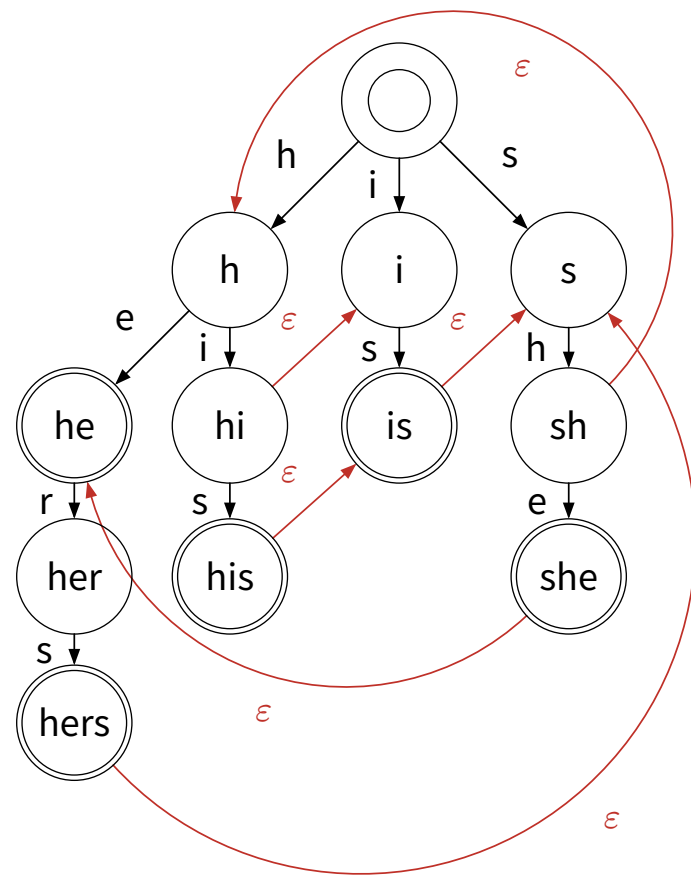 ε
h
i
s
h
i
s
e
i
ε
s
ε
h
he
hi
is
sh
r
s
ε
e
her
his
she
s
hers
ε
ε